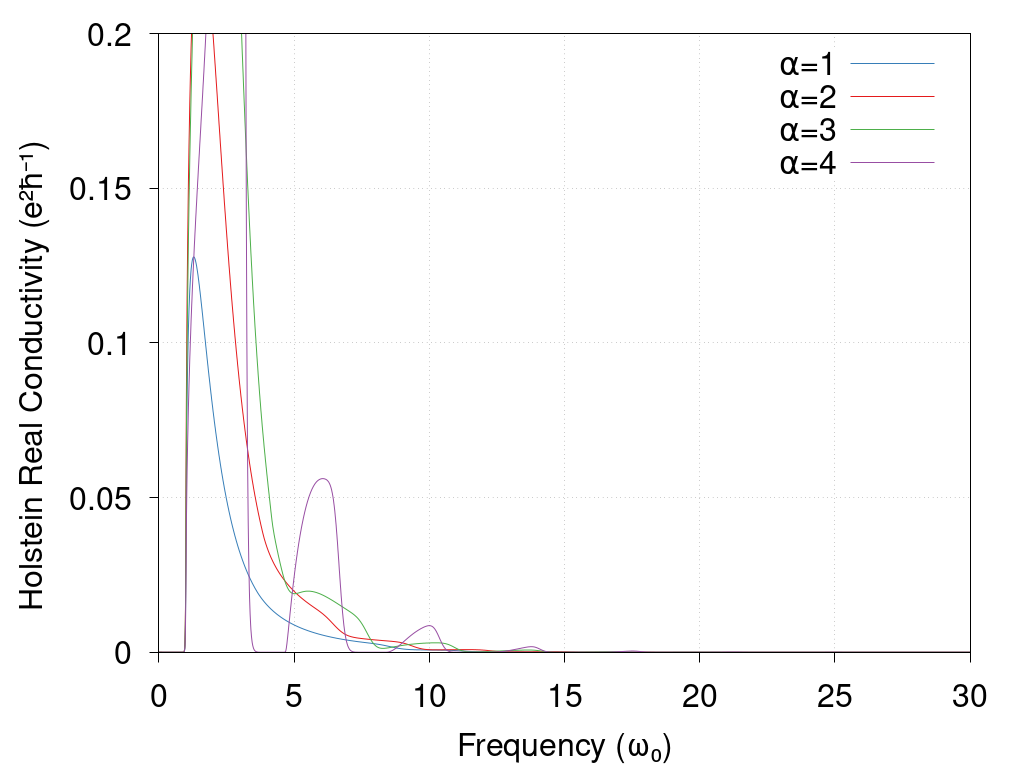 0.2
0.15
0.1
0.05
0
0 5 10 15 20 25 30
Holstein Real Conductivity (e²ħ⁻¹)
Frequency (ω₀)
α=1
α=2
α=3
α=4